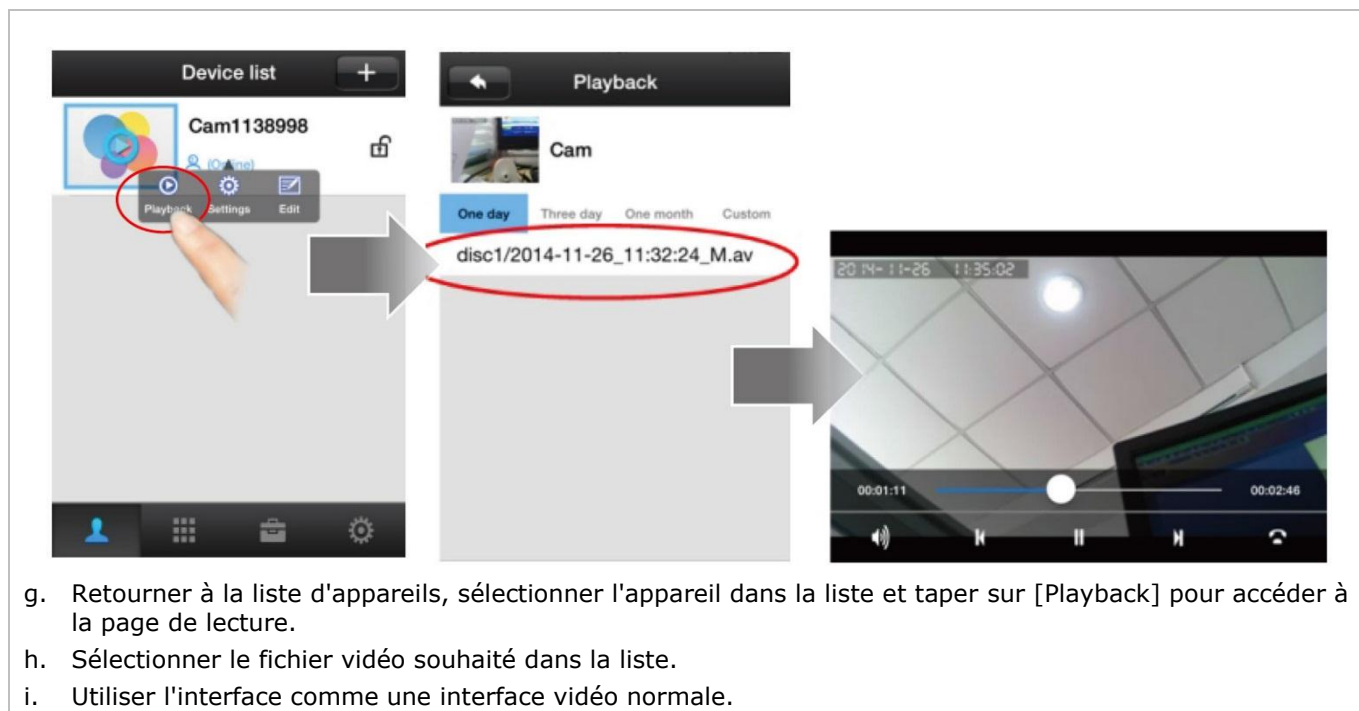 Device list
+
Cam1138998
(Online)
Playback
Settings
Edit
Playback
Cam
One day
Three day
One month
Custom
disc1/2014-11-26_11:32:24_M.av
2014-11-26 11:35:02
00:01:11
00:02:46
g. Retourner à la liste d'appareils, sélectionner l'appareil dans la liste et taper sur [Playback] pour accéder à
la page de lecture.
h. Sélectionner le fichier vidéo souhaité dans la liste.
i. Utiliser l'interface comme une interface vidéo normale.